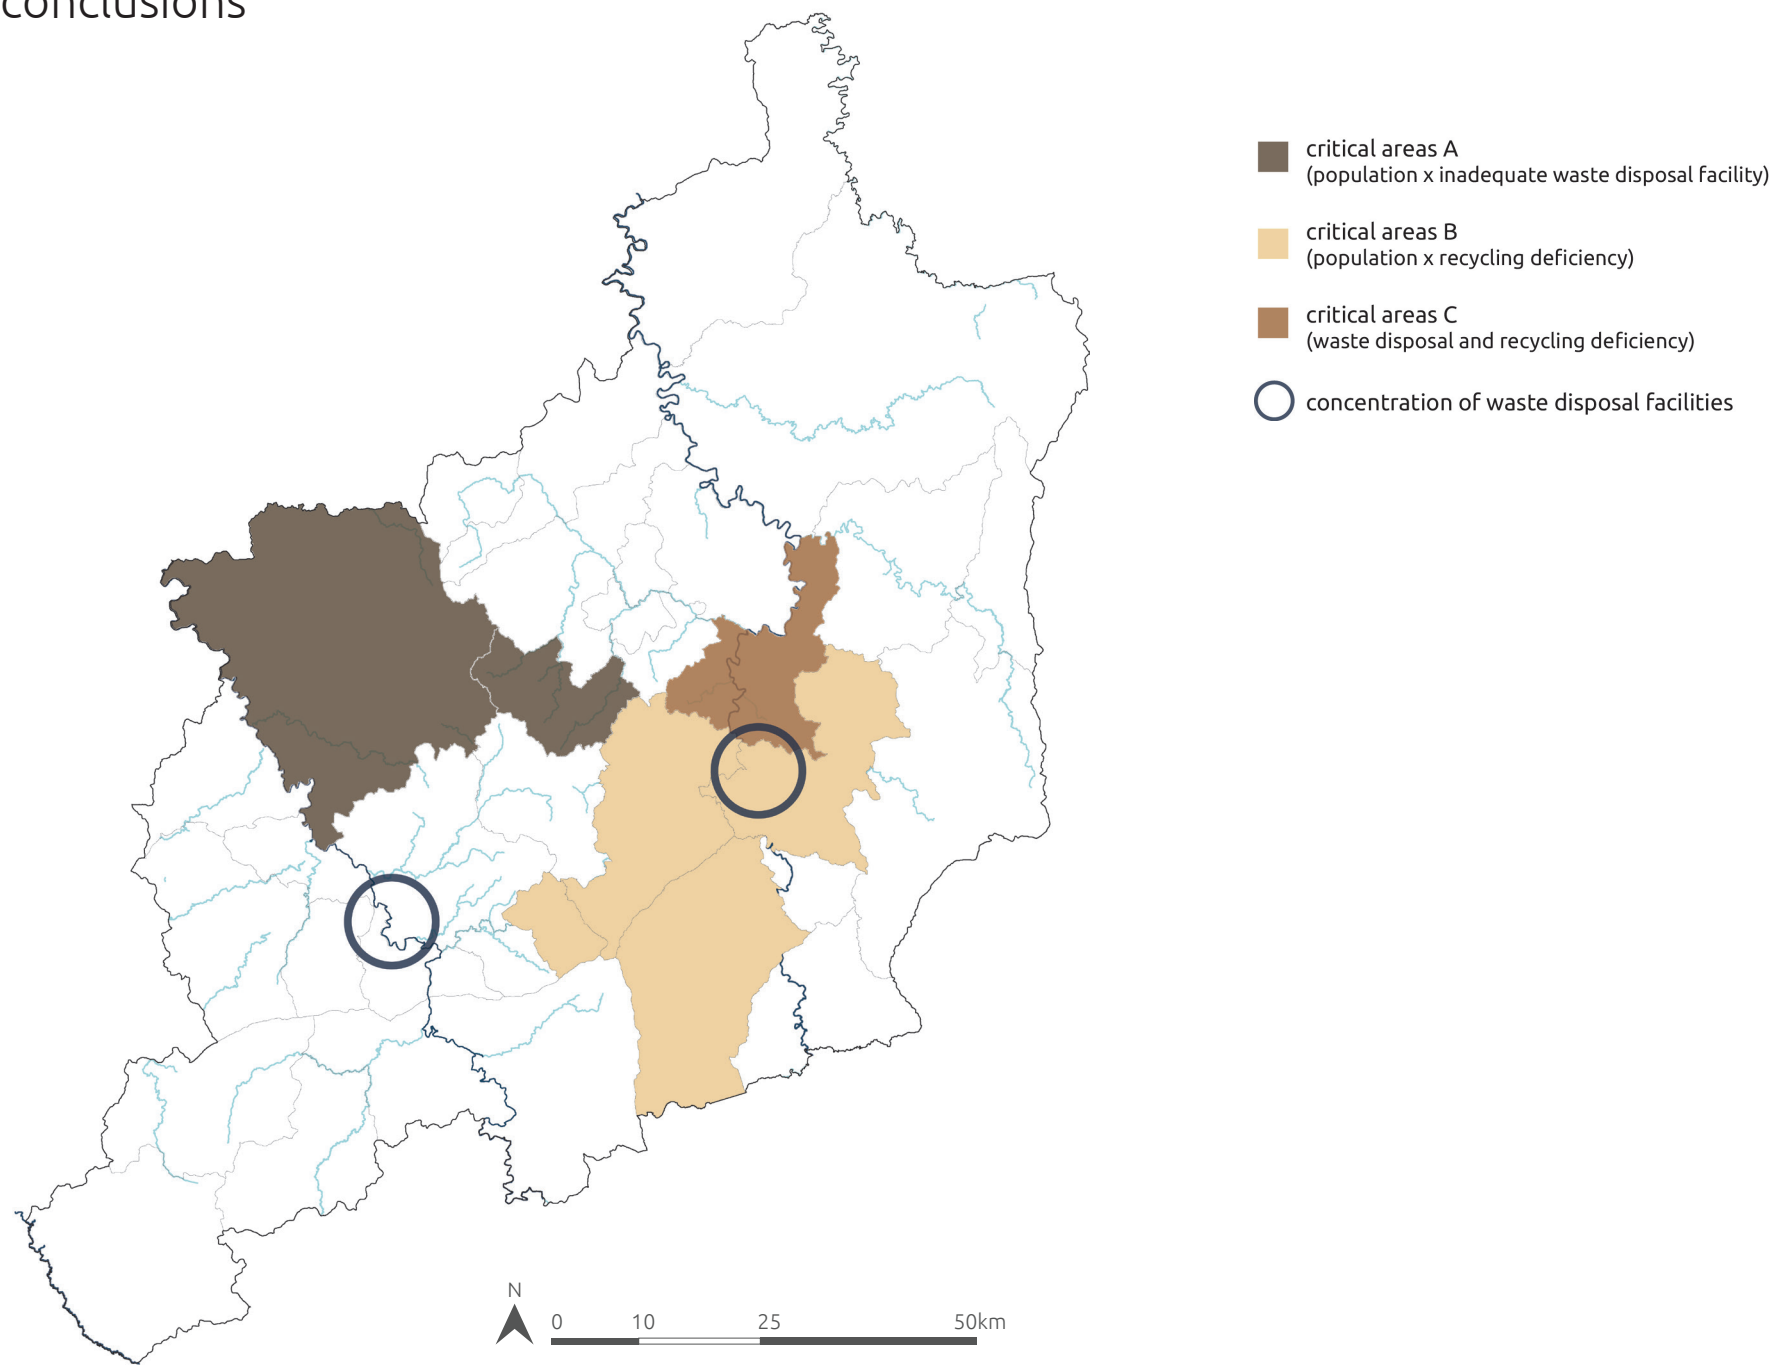 conclusions
critical areas A
(population x inadequate waste disposal facility)
critical areas B
(population x recycling deficiency)
critical areas C
(waste disposal and recycling deficiency)
concentration of waste disposal facilities
N
0 10 25 50km